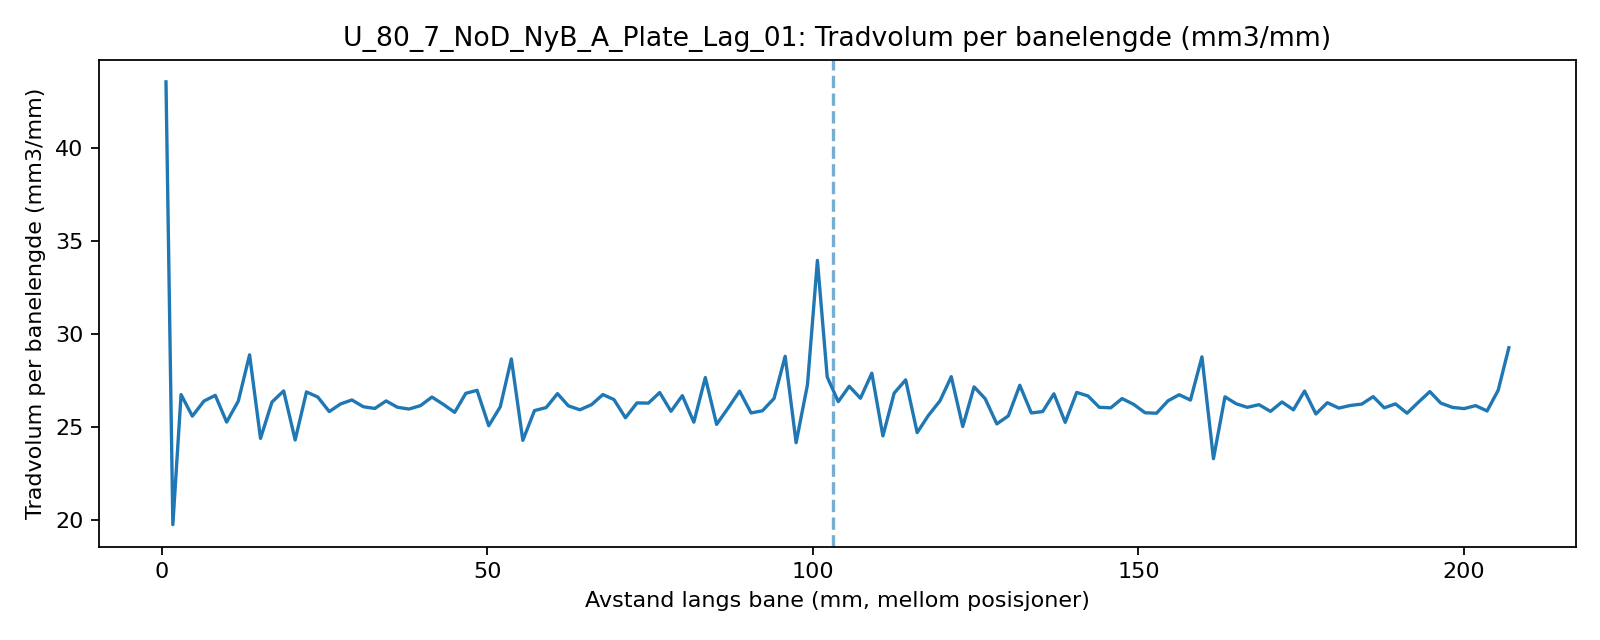 U_80_7_NoD_NyB_A_Plate_Lag_01: Tradvolum per banelengde (mm3/mm)
Tradvolum per banelengde (mm3/mm)
40
35
30
25
20
0 50 100 150 200
Avstand langs bane (mm, mellom posisjoner)